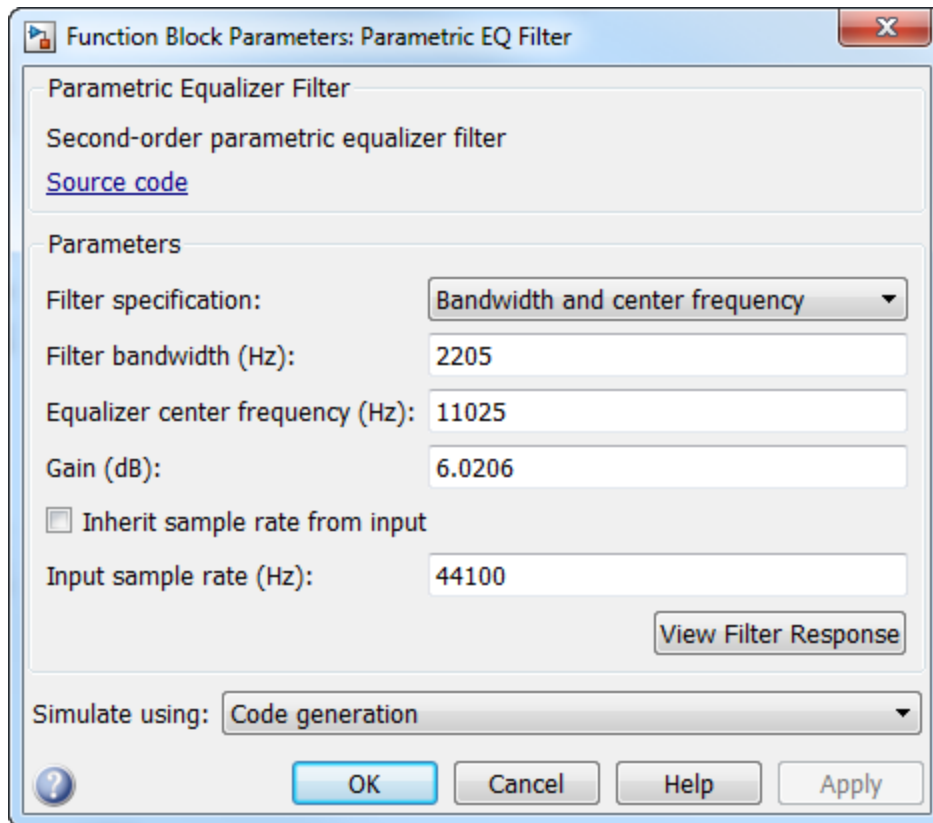 Function Block Parameters: Parametric EQ Filter
Parametric Equalizer Filter
Second-order parametric equalizer filter
Source code
Parameters
Filter specification: Bandwidth and center frequency
Filter bandwidth (Hz): 2205
Equalizer center frequency (Hz): 11025
Gain (dB): 6.0206
Inherit sample rate from input
Input sample rate (Hz): 44100
View Filter Response
Simulate using: Code generation
? OK Cancel Help Apply